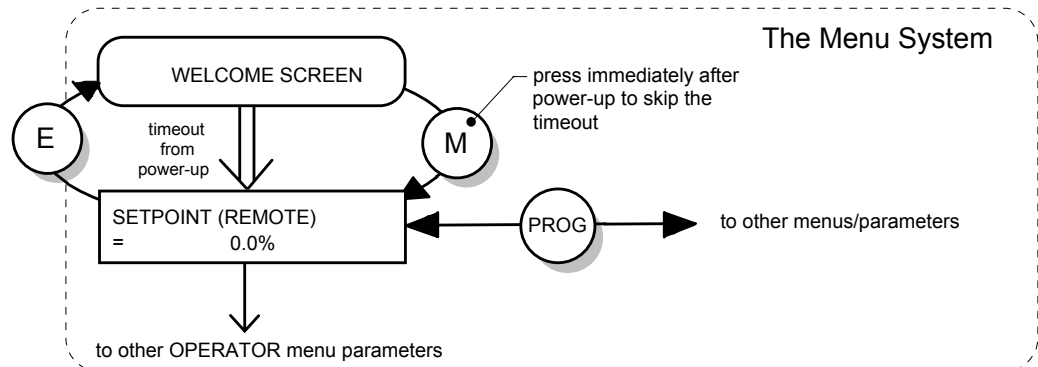 The Menu System
WELCOME SCREEN
press immediately after
power-up to skip the
timeout
E
timeout
from
power-up
M
SETPOINT (REMOTE)
= 0.0%
PROG
to other menus/parameters
to other OPERATOR menu parameters